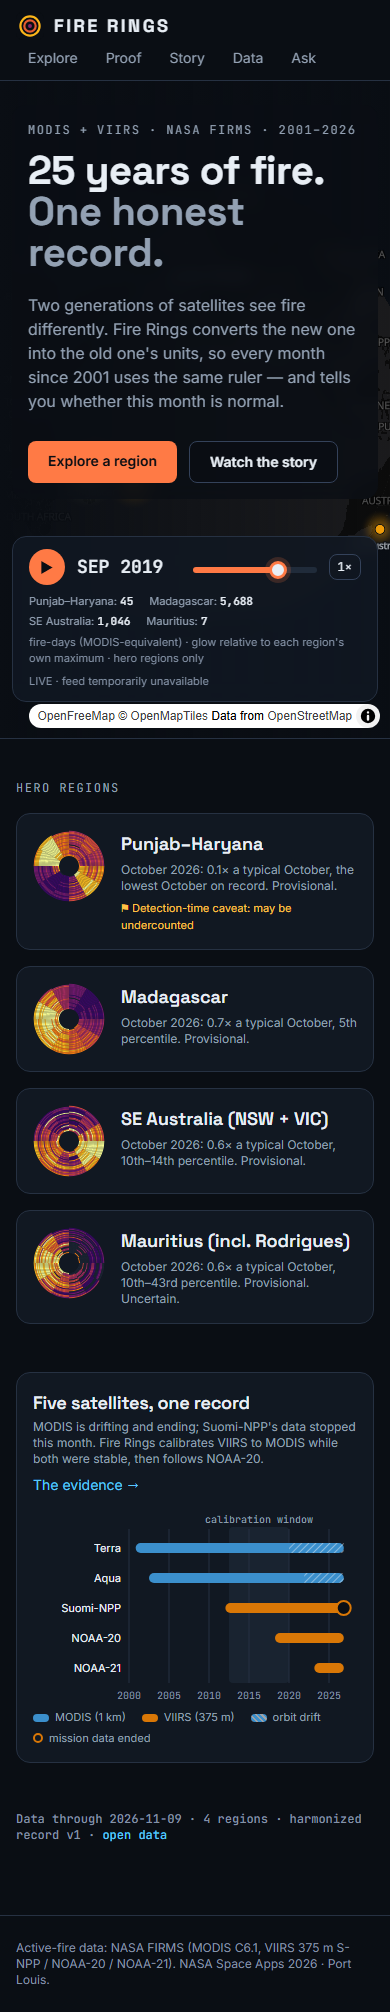 FIRE RINGS
Explore Proof Story Data Ask
MODIS + VIIRS · NASA FIRMS · 2001–2026
25 years of fire.
One honest
record.
Two generations of satellites see fire
differently. Fire Rings converts the new one
into the old one's units, so every month
since 2001 uses the same ruler — and tells
you whether this month is normal.
Explore a region Watch the story
SEP 2019 1×
Punjab–Haryana: 45 Madagascar: 5,688
SE Australia: 1,046 Mauritius: 7
fire-days (MODIS-equivalent) · glow relative to each region's
own maximum · hero regions only
LIVE · feed temporarily unavailable
OpenFreeMap © OpenMapTiles Data from OpenStreetMap
HERO REGIONS
Punjab–Haryana
October 2026: 0.1× a typical October, the
lowest October on record. Provisional.
⚑ Detection-time caveat: may be
undercounted
Madagascar
October 2026: 0.7× a typical October, 5th
percentile. Provisional.
SE Australia (NSW + VIC)
October 2026: 0.6× a typical October,
10th–14th percentile. Provisional.
Mauritius (incl. Rodrigues)
October 2026: 0.6× a typical October,
10th–43rd percentile. Provisional.
Uncertain.
Five satellites, one record
MODIS is drifting and ending; Suomi-NPP's data stopped
this month. Fire Rings calibrates VIIRS to MODIS while
both were stable, then follows NOAA-20.
The evidence →
calibration window
Terra
Aqua
Suomi-NPP
NOAA-20
NOAA-21
2000 2005 2010 2015 2020 2025
MODIS (1 km) VIIRS (375 m) orbit drift
mission data ended
Data through 2026-11-09 · 4 regions · harmonized
record v1 · open data
Active-fire data: NASA FIRMS (MODIS C6.1, VIIRS 375 m S-
NPP / NOAA-20 / NOAA-21). NASA Space Apps 2026 · Port
Louis.